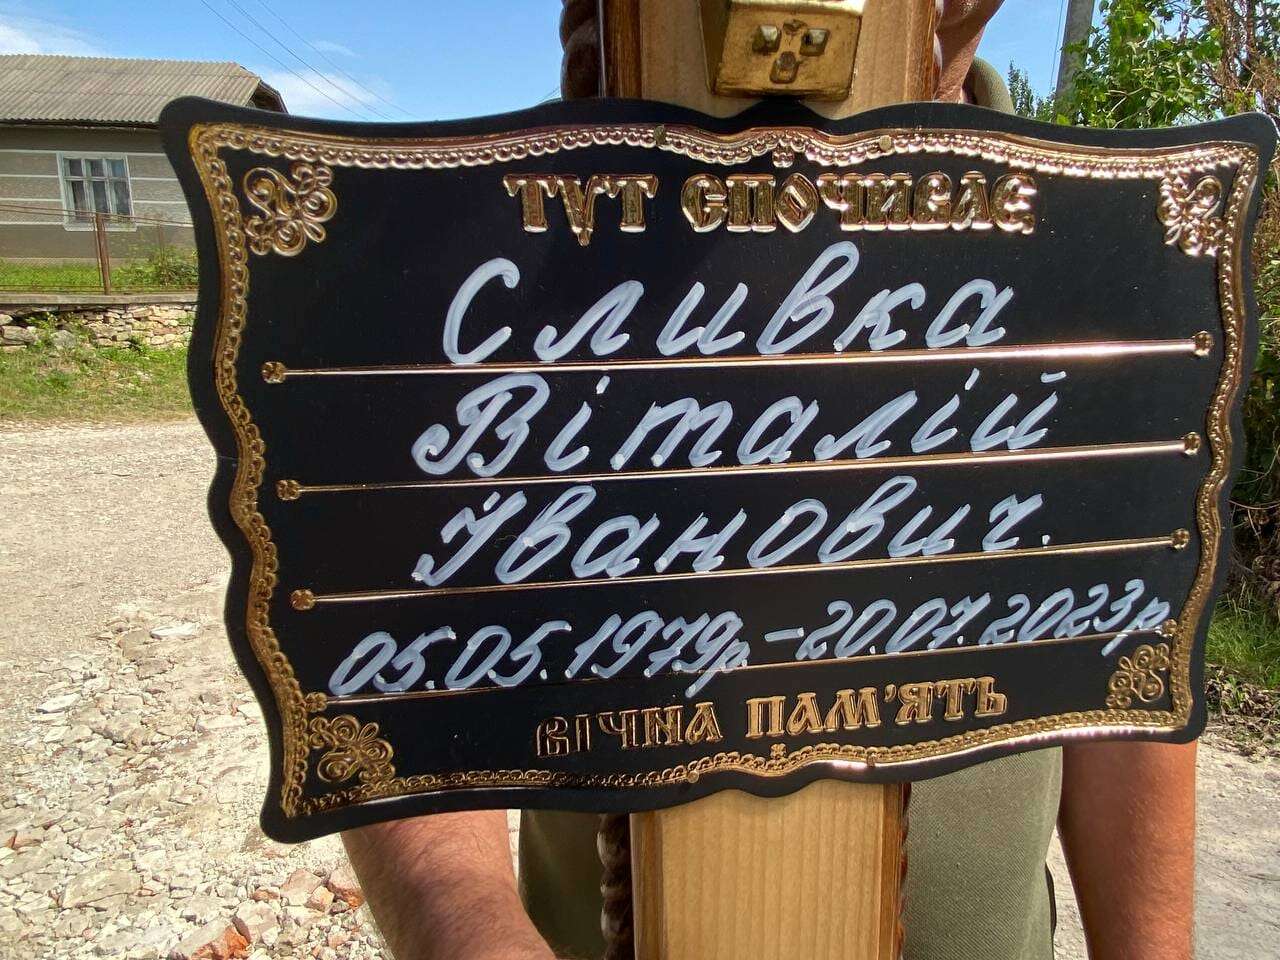 ТУТ СПОЧИВАЄ
Сливка
Віталій
Іванович.
05.05.1979р. – 20.07.2023р.
ВІЧНА ПАМ'ЯТЬ